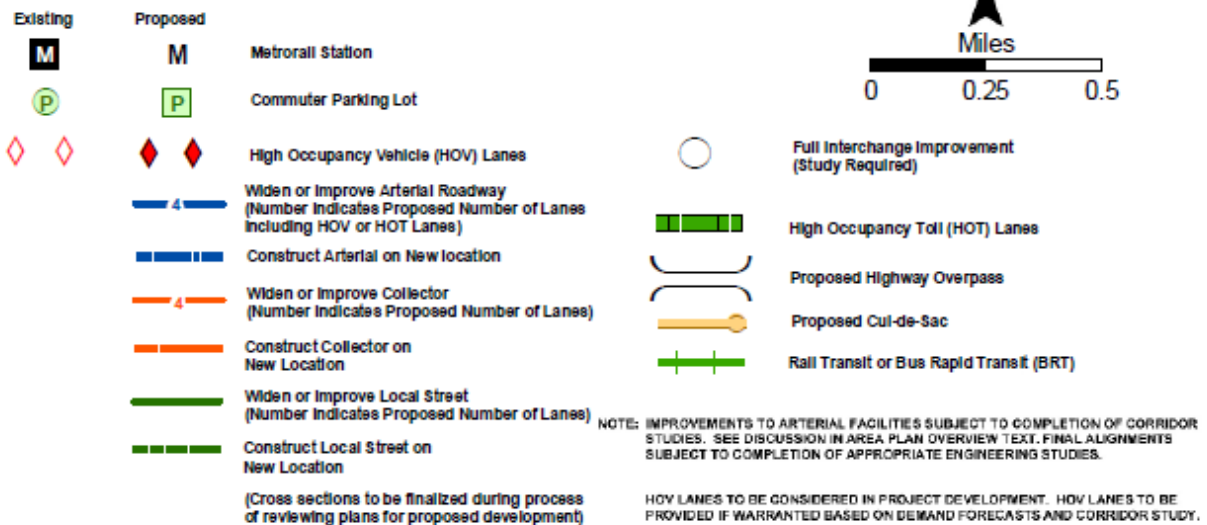 Existing
Proposed
M
M
Metrorail Station
P
P
Commuter Parking Lot
High Occupancy Vehicle (HOV) Lanes
4
Widen or Improve Arterial Roadway
(Number Indicates Proposed Number of Lanes
Including HOV or HOT Lanes)
Construct Arterial on New location
4
Widen or Improve Collector
(Number Indicates Proposed Number of Lanes)
Construct Collector on
New Location
Widen or Improve Local Street
(Number Indicates Proposed Number of Lanes)
Construct Local Street on
New Location
(Cross sections to be finalized during process
of reviewing plans for proposed development)
Miles
0 0.25 0.5
Full Interchange Improvement
(Study Required)
High Occupancy Toll (HOT) Lanes
Proposed Highway Overpass
Proposed Cul-de-Sac
Rail Transit or Bus Rapid Transit (BRT)
NOTE: IMPROVEMENTS TO ARTERIAL FACILITIES SUBJECT TO COMPLETION OF CORRIDOR
STUDIES. SEE DISCUSSION IN AREA PLAN OVERVIEW TEXT. FINAL ALIGNMENTS
SUBJECT TO COMPLETION OF APPROPRIATE ENGINEERING STUDIES.
HOV LANES TO BE CONSIDERED IN PROJECT DEVELOPMENT. HOV LANES TO BE
PROVIDED IF WARRANTED BASED ON DEMAND FORECASTS AND CORRIDOR STUDY.